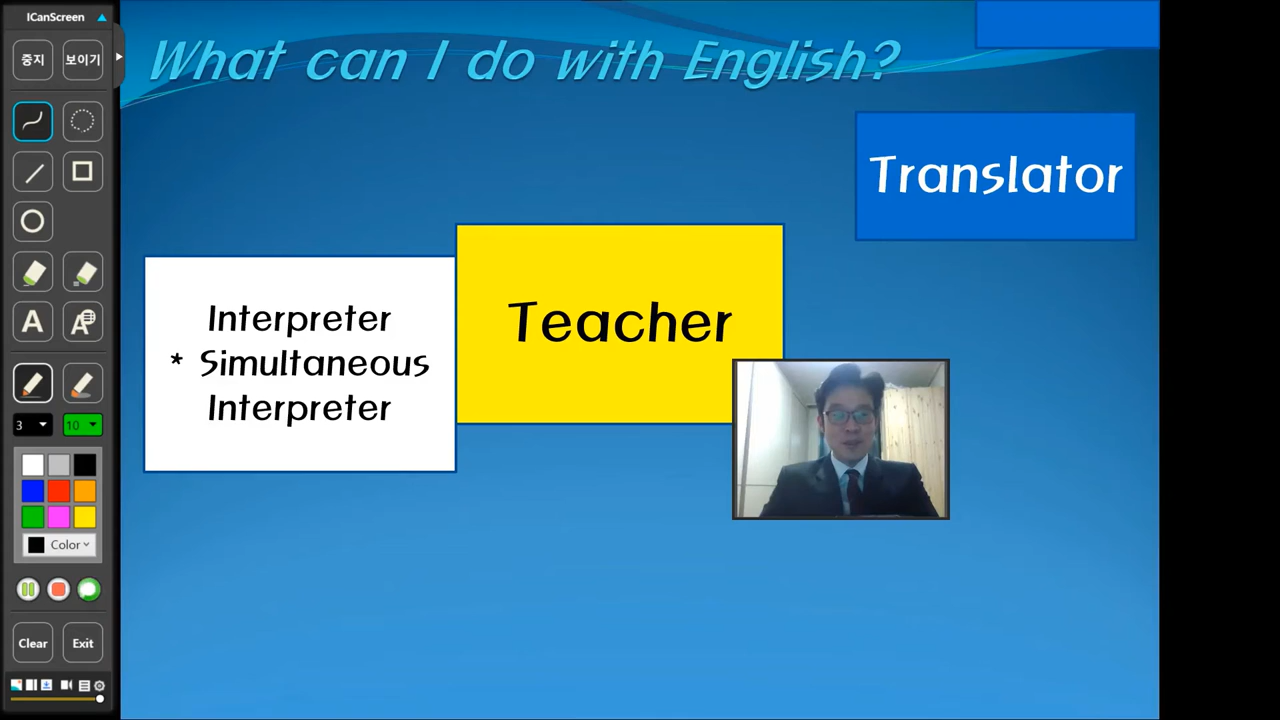 ICanScreen
중지
보이기
What can I do with English?
Translator
Teacher
Interpreter
* Simultaneous
Interpreter
A
A
3
10
Color
Clear
Exit